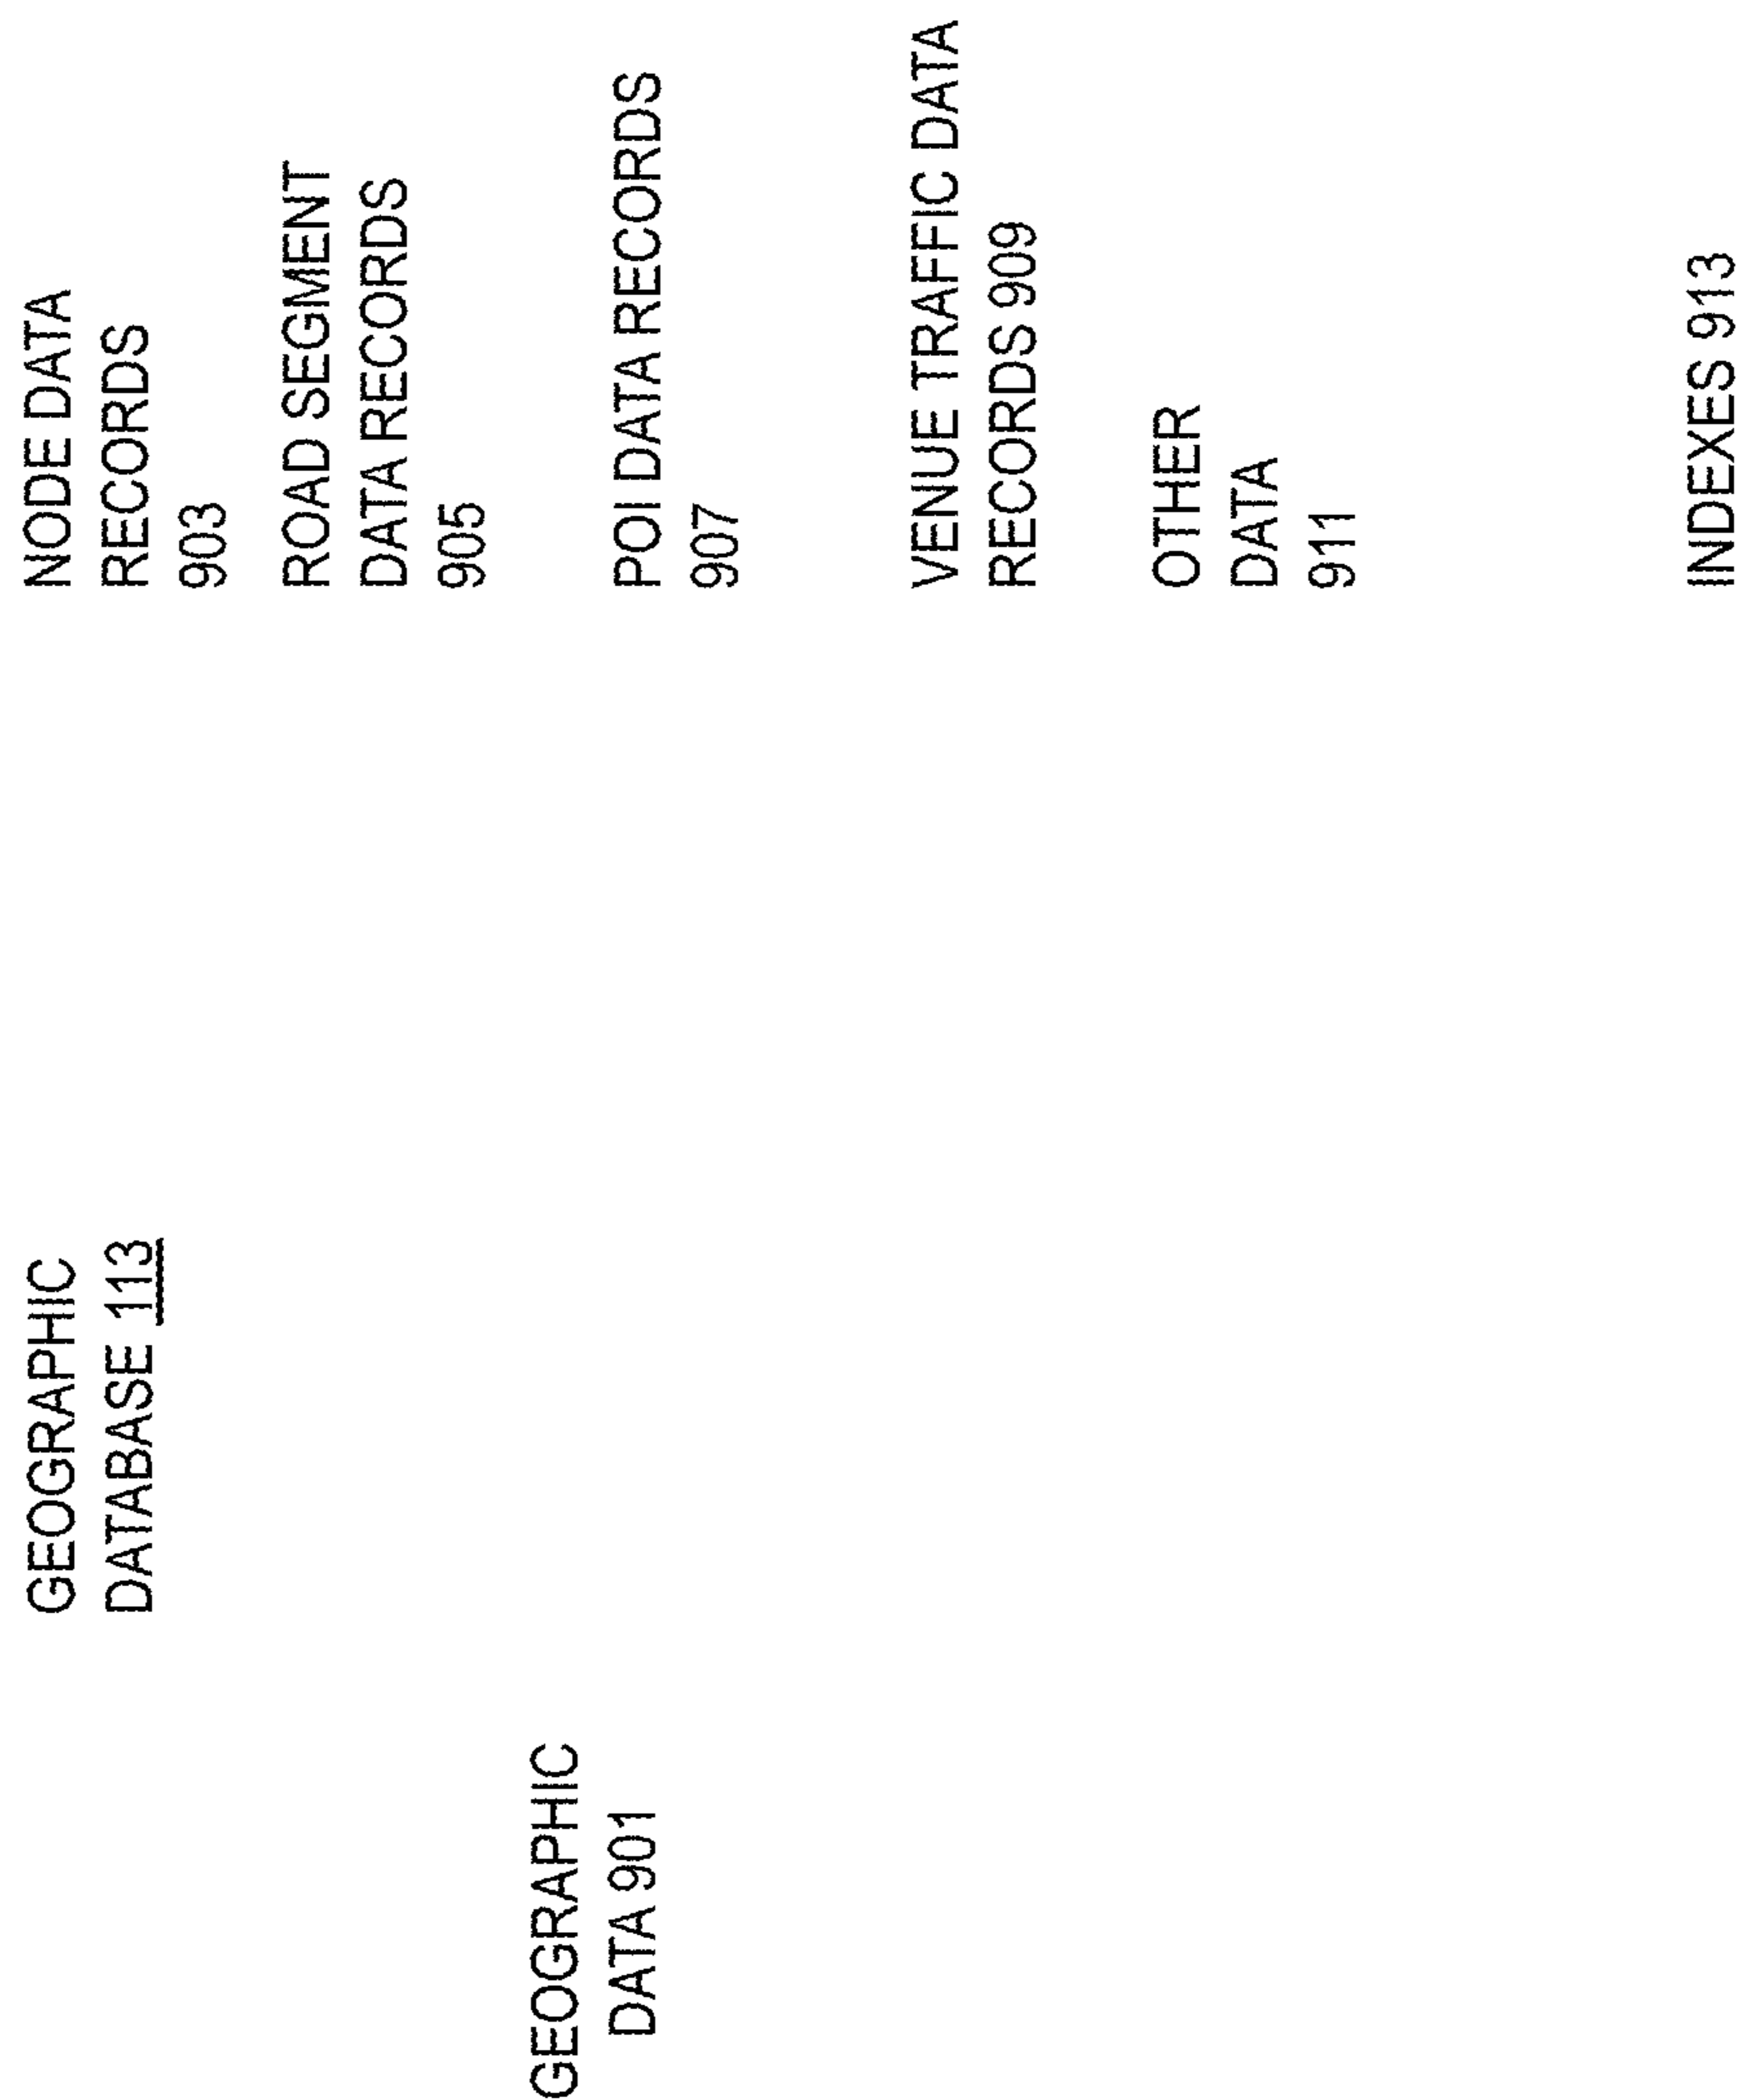 GEOGRAPHIC
DATABASE 113
GEOGRAPHIC
DATA 901
NODE DATA
RECORDS
903
ROAD SEGMENT
DATA RECORDS
905
POI DATA RECORDS
907
VENUE TRAFFIC DATA
RECORDS 909
OTHER
DATA
911
INDEXES 913